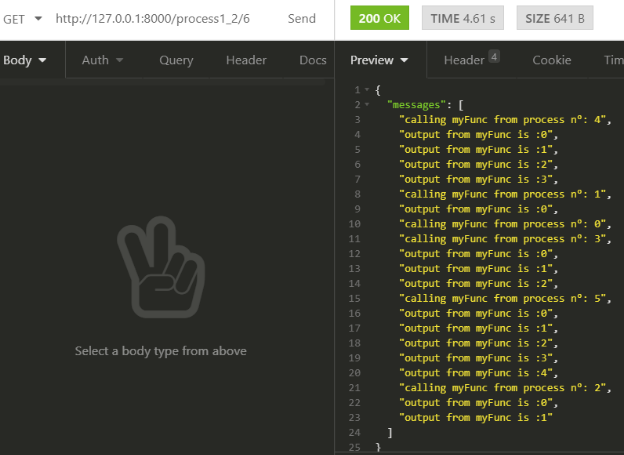 GET http://127.0.0.1:8000/process1_2/6 Send 200 OK TIME 4.61 s SIZE 641 B
Body Auth Query Header Docs Preview Header 4 Cookie Tim
1 {
2 "messages": [
3 "calling myFunc from process n°: 4",
4 "output from myFunc is :0",
5 "output from myFunc is :1",
6 "output from myFunc is :2",
7 "output from myFunc is :3",
8 "calling myFunc from process n°: 1",
9 "output from myFunc is :0",
10 "calling myFunc from process n°: 0",
11 "calling myFunc from process n°: 3",
12 "output from myFunc is :0",
13 "output from myFunc is :1",
14 "output from myFunc is :2",
15 "calling myFunc from process n°: 5",
16 "output from myFunc is :0",
17 "output from myFunc is :1",
18 "output from myFunc is :2",
19 "output from myFunc is :3",
20 "output from myFunc is :4",
21 "calling myFunc from process n°: 2",
22 "output from myFunc is :0",
23 "output from myFunc is :1"
24 ]
25 }
Select a body type from above